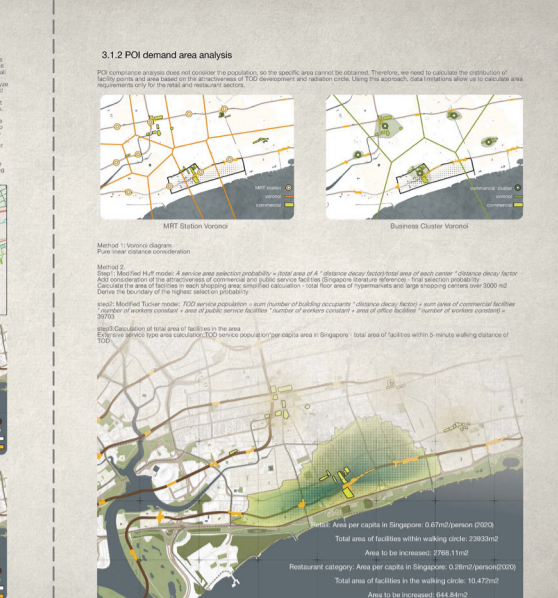 3.1.2 POI demand area analysis
POI compliance analysis does not consider the population, so the specific area cannot be obtained. Therefore, we need to calculate the distribution of
facility points and area based on the attractiveness of TOD development and radiation circle. Using this approach, data limitations allow us to calculate area
requirements only for the retail and restaurant sectors.
MRT station
voronoi
commercial
commercial cluster
voronoi
commercial
MRT Station Voronoi
Business Cluster Voronoi
Method 1: Voronoi diagram
Pure linear distance consideration
Method 2.
Step1: Modified Huff model: A service area selection probability = (total area of A * distance decay factor)/total area of each center * distance decay factor
Add consideration of the attractiveness of commercial and public service facilities (Singapore literature reference) - final selection probability
Calculate the area of facilities in each shopping area: simplified calculation - total floor area of hypermarkets and large shopping centers over 3000 m2
Derive the boundary of the highest selection probability
step2: Modified Tucker model: TOD service population = sum (number of building occupants * distance decay factor) + sum (area of commercial facilities
* number of workers constant + area of public service facilities * number of workers constant + area of office facilities * number of workers constant) =
39703
step3:Calculation of total area of facilities in the area
Extensive service type area calculation:TOD service population*per capita area in Singapore - total area of facilities within 5-minute walking distance of
TOD
Retail: Area per capita in Singapore: 0.67m2/person (2020)
Total area of facilities within walking circle: 23933m2
Area to be increased: 2768.11m2
Restaurant category: Area per capita in Singapore: 0.28m2/person(2020)
Total area of facilities in the walking circle: 10.472m2
Area to be increased: 644.84m2